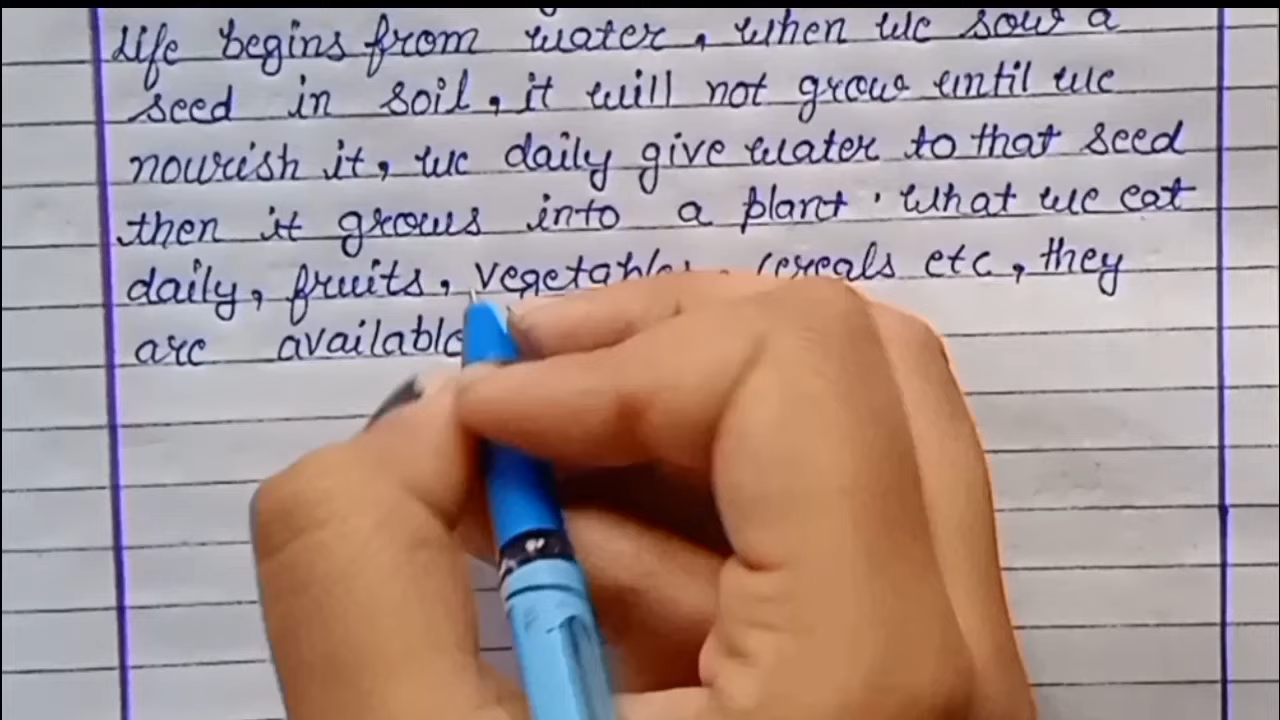 Life begins from water, when we sow a
seed in soil, it will not grow until we
nourish it, we daily give water to that seed
then it grows into a plant. What we eat
daily, fruits, vegetables, cereals etc, they
are available